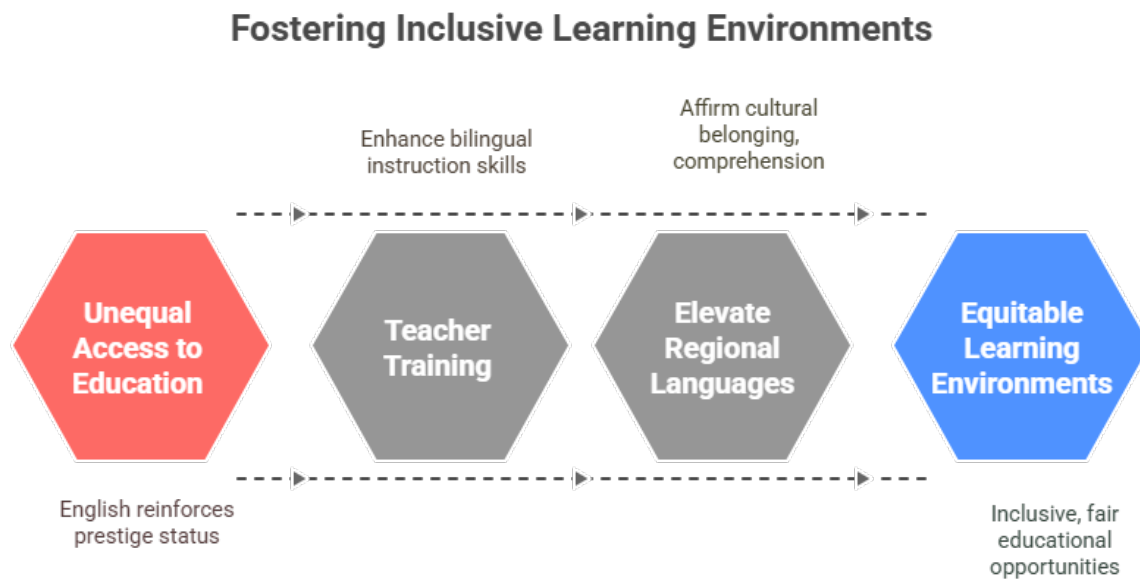 Fostering Inclusive Learning Environments
Enhance bilingual
instruction skills
Affirm cultural
belonging,
comprehension
Unequal
Access to
Education
Teacher
Training
Elevate
Regional
Languages
Equitable
Learning
Environments
English reinforces
prestige status
Inclusive, fair
educational
opportunities